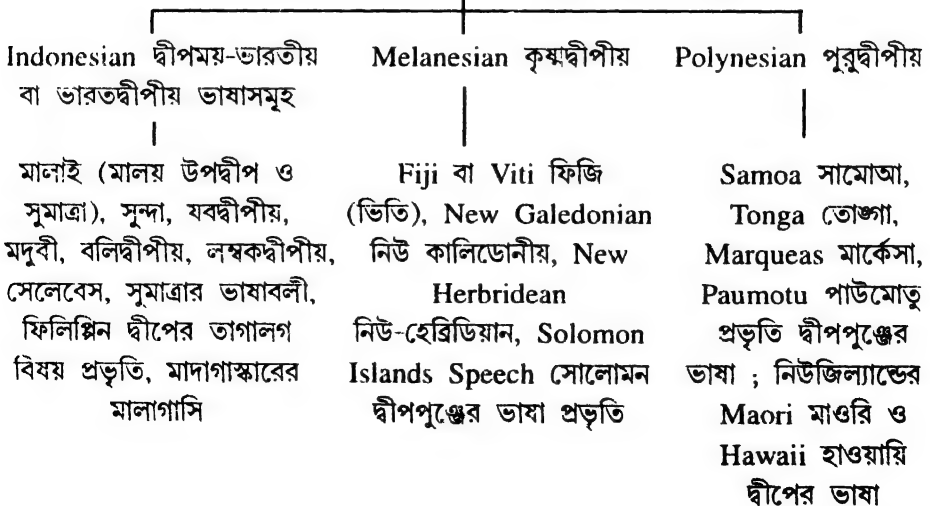 Indonesian দ্বীপময়-ভারতীয়
বা ভারতদ্বীপীয় ভাষাসমূহ
মালাই (মালয় উপদ্বীপ ও
সুমাত্রা), সুন্দা, যবদ্বীপীয়,
মদুবী, বলিদ্বীপীয়, লম্বকদ্বীপীয়,
সেলেবেস, সুমাত্রার ভাষাবলী,
ফিলিপ্পিন দ্বীপের তাগালগ
বিষয় প্রভৃতি, মাদাগাস্কারের
মালাগাসি
Melanesian কৃষ্ণদ্বীপীয়
Fiji বা Viti ফিজি
(ভিতি), New Galedonian
নিউ কালিডোনীয়, New
Herbridean
নিউ-হেব্রিডিয়ান, Solomon
Islands Speech সোলোমন
দ্বীপপুঞ্জের ভাষা প্রভৃতি
Polynesian পুরুদ্বীপীয়
Samoa সামোআ,
Tonga তোঙ্গা,
Marqueas মার্কেসা,
Paumotu পাউমোতু
প্রভৃতি দ্বীপপুঞ্জের
ভাষা ; নিউজিল্যান্ডের
Maori মাওরি ও
Hawaii হাওয়ায়ি
দ্বীপের ভাষা